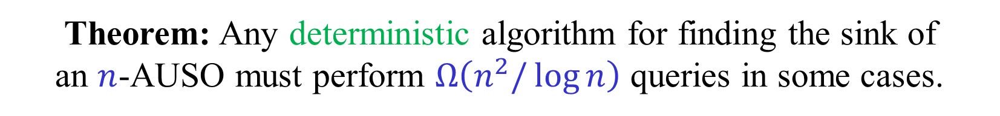 Theorem: Any deterministic algorithm for finding the sink of
an n-AUSO must perform Ω(n²/ log n) queries in some cases.